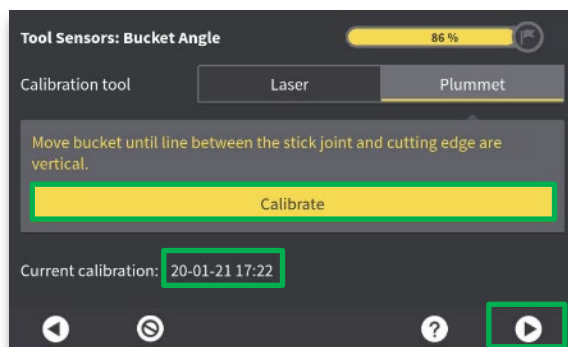 Tool Sensors: Bucket Angle
86 %
Calibration tool
Laser
Plummet
Move bucket until line between the stick joint and cutting edge are
vertical.
Calibrate
Current calibration: 20-01-21 17:22
?